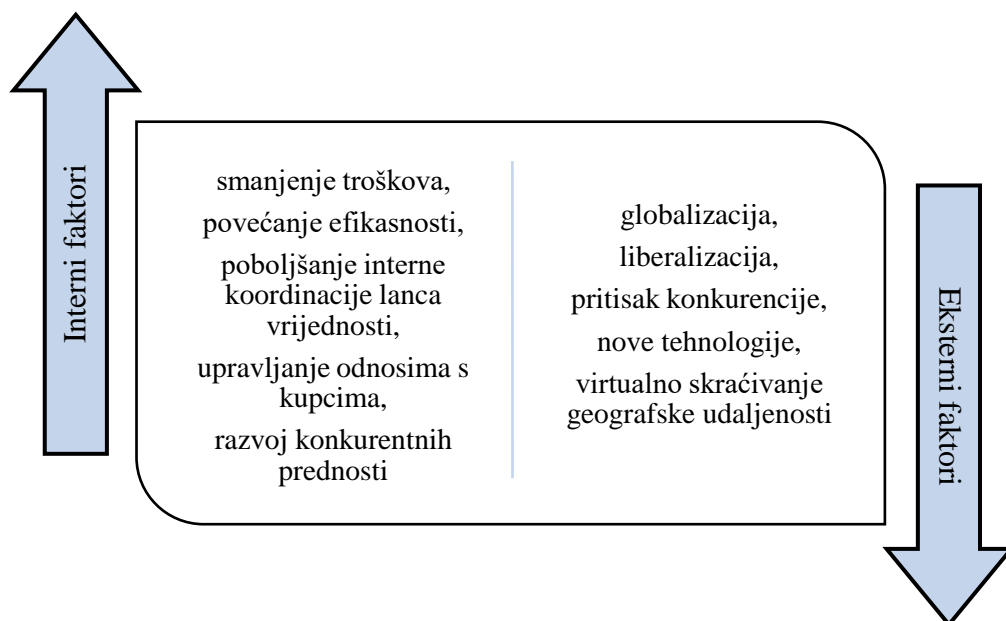 Interni faktori
smanjenje troškova,
povećanje efikasnosti,
poboljšanje interne
koordinacije lanca
vrijednosti,
upravljanje odnosima s
kupcima,
razvoj konkurentnih
prednosti
globalizacija,
liberalizacija,
pritisak konkurencije,
nove tehnologije,
virtualno skraćivanje
geografske udaljenosti
Eksterni faktori